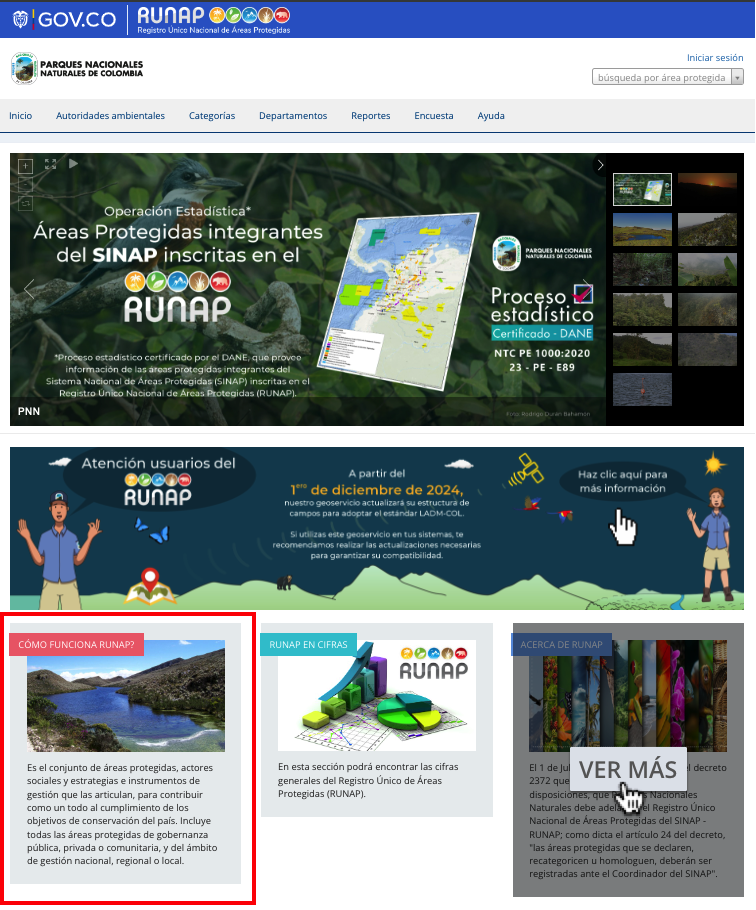 GOV.CO
RUNAP
Registro Único Nacional de Áreas Protegidas
PARQUES NACIONALES
NATURALES DE COLOMBIA
Iniciar sesión
búsqueda por área protegida
Inicio Autoridades ambientales Categorías Departamentos Reportes Encuesta Ayuda
Operación Estadística*
Áreas Protegidas integrantes
del SINAP inscritas en el
RUNAP
*Proceso estadístico certificado por el DANE, que provee
información de las áreas protegidas integrantes del
Sistema Nacional de Áreas Protegidas (SINAP) inscritas en el
Registro Único Nacional de Áreas Protegidas (RUNAP).
PARQUES NACIONALES
NATURALES DE COLOMBIA
Proceso
estadístico
Certificado - DANE
NTC PE 1000:2020
23 - PE - E89
PNN
Foto: Rodrigo Durán Bahamón
Atención usuarios del
RUNAP
A partir del
1ero de diciembre de 2024,
nuestro geoservicio actualizará su estructura de
campos para adoptar el estándar LADM-COL.
Si utilizas este geoservicio en tus sistemas, te
recomendamos realizar las actualizaciones necesarias
para garantizar su compatibilidad.
Haz clic aquí para
más información
CÓMO FUNCIONA RUNAP?
Es el conjunto de áreas protegidas, actores
sociales y estrategias e instrumentos de
gestión que las articulan, para contribuir
como un todo al cumplimiento de los
objetivos de conservación del país. Incluye
todas las áreas protegidas de gobernanza
pública, privada o comunitaria, y del ámbito
de gestión nacional, regional o local.
RUNAP EN CIFRAS
RUNAP
En esta sección podrá encontrar las cifras
generales del Registro Único de Áreas
Protegidas (RUNAP).
ACERCA DE RUNAP
VER MÁS
El 1 de Jul l decreto
2372 que
disposiciones, que Nacionales
Naturales debe adela el Registro Único
Nacional de Áreas Protegidas del SINAP -
RUNAP; como dicta el artículo 24 del decreto,
"las áreas protegidas que se declaren,
recategoricen u homologuen, deberán ser
registradas ante el Coordinador del SINAP".